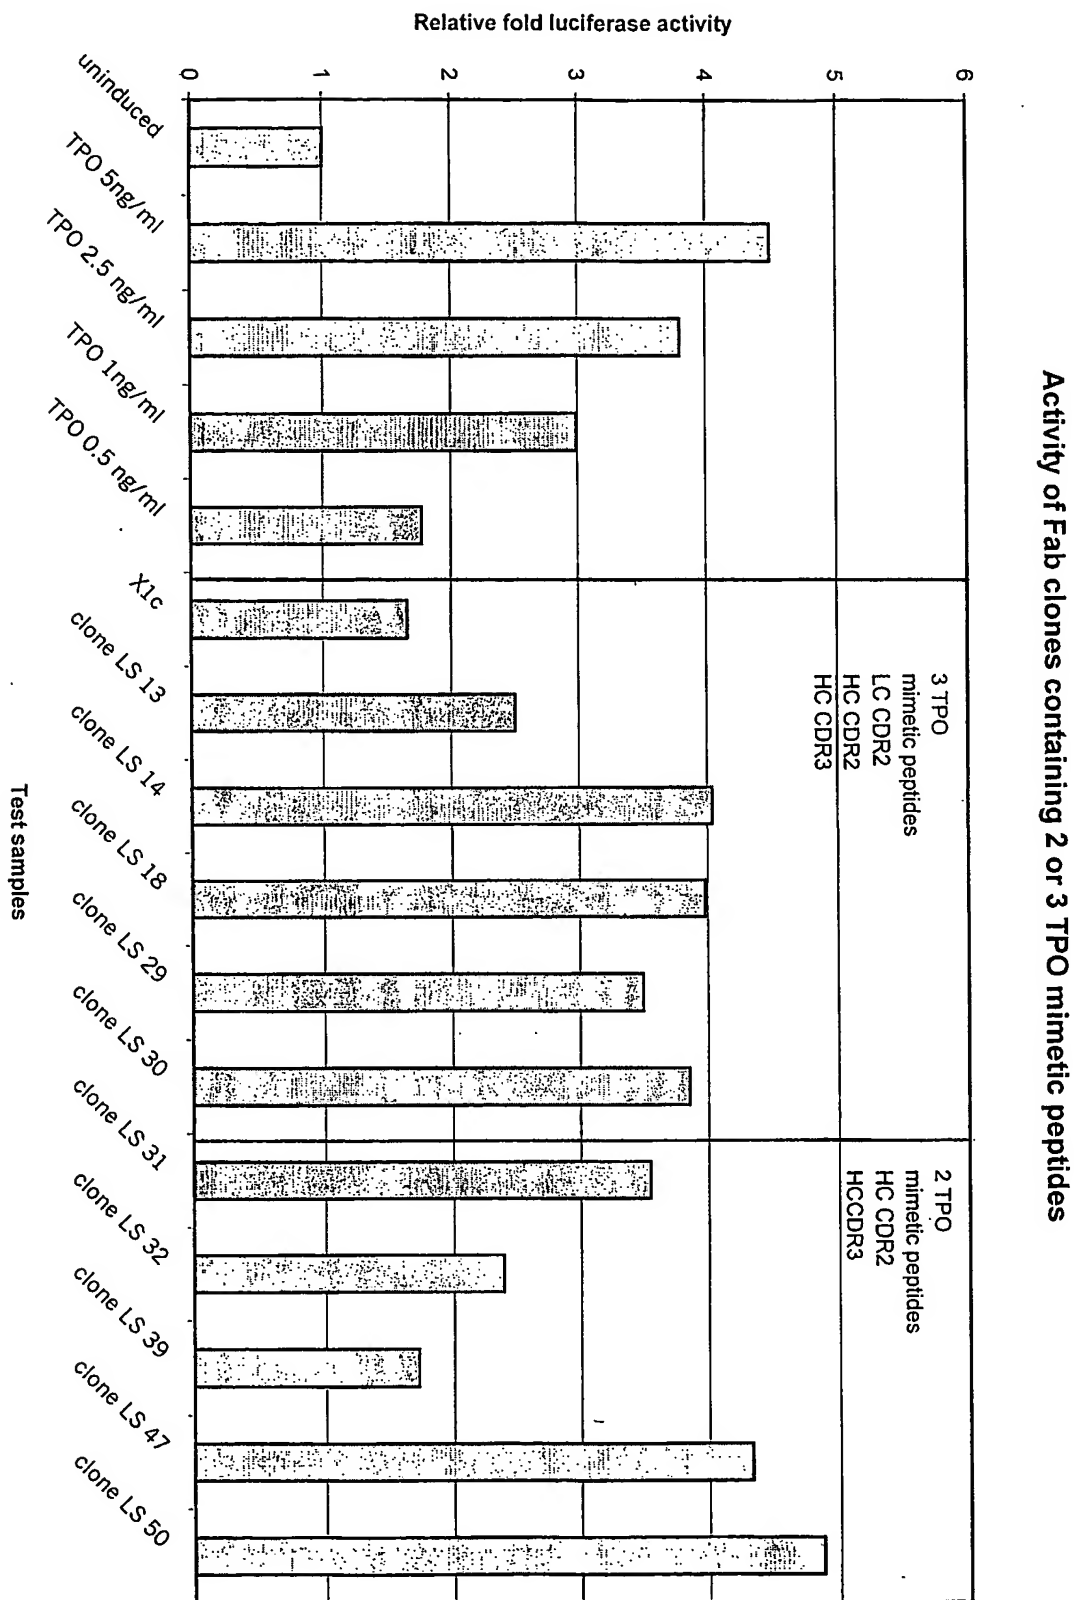 Activity of Fab clones containing 2 or 3 TPO mimetic peptides
Relative fold luciferase activity
6
5
4
3
2
1
0
3 TPO
mimetic peptides
LC CDR2
HC CDR2
HC CDR3
2 TPO
mimetic peptides
HC CDR2
HCCDR3
uninduced
TPO 5ng/ml
TPO 2.5 ng/ml
TPO 1ng/ml
TPO 0.5 ng/ml
X1c
clone LS 13
clone LS 14
clone LS 18
clone LS 29
clone LS 30
clone LS 31
clone LS 32
clone LS 39
clone LS 47
clone LS 50
Test samples